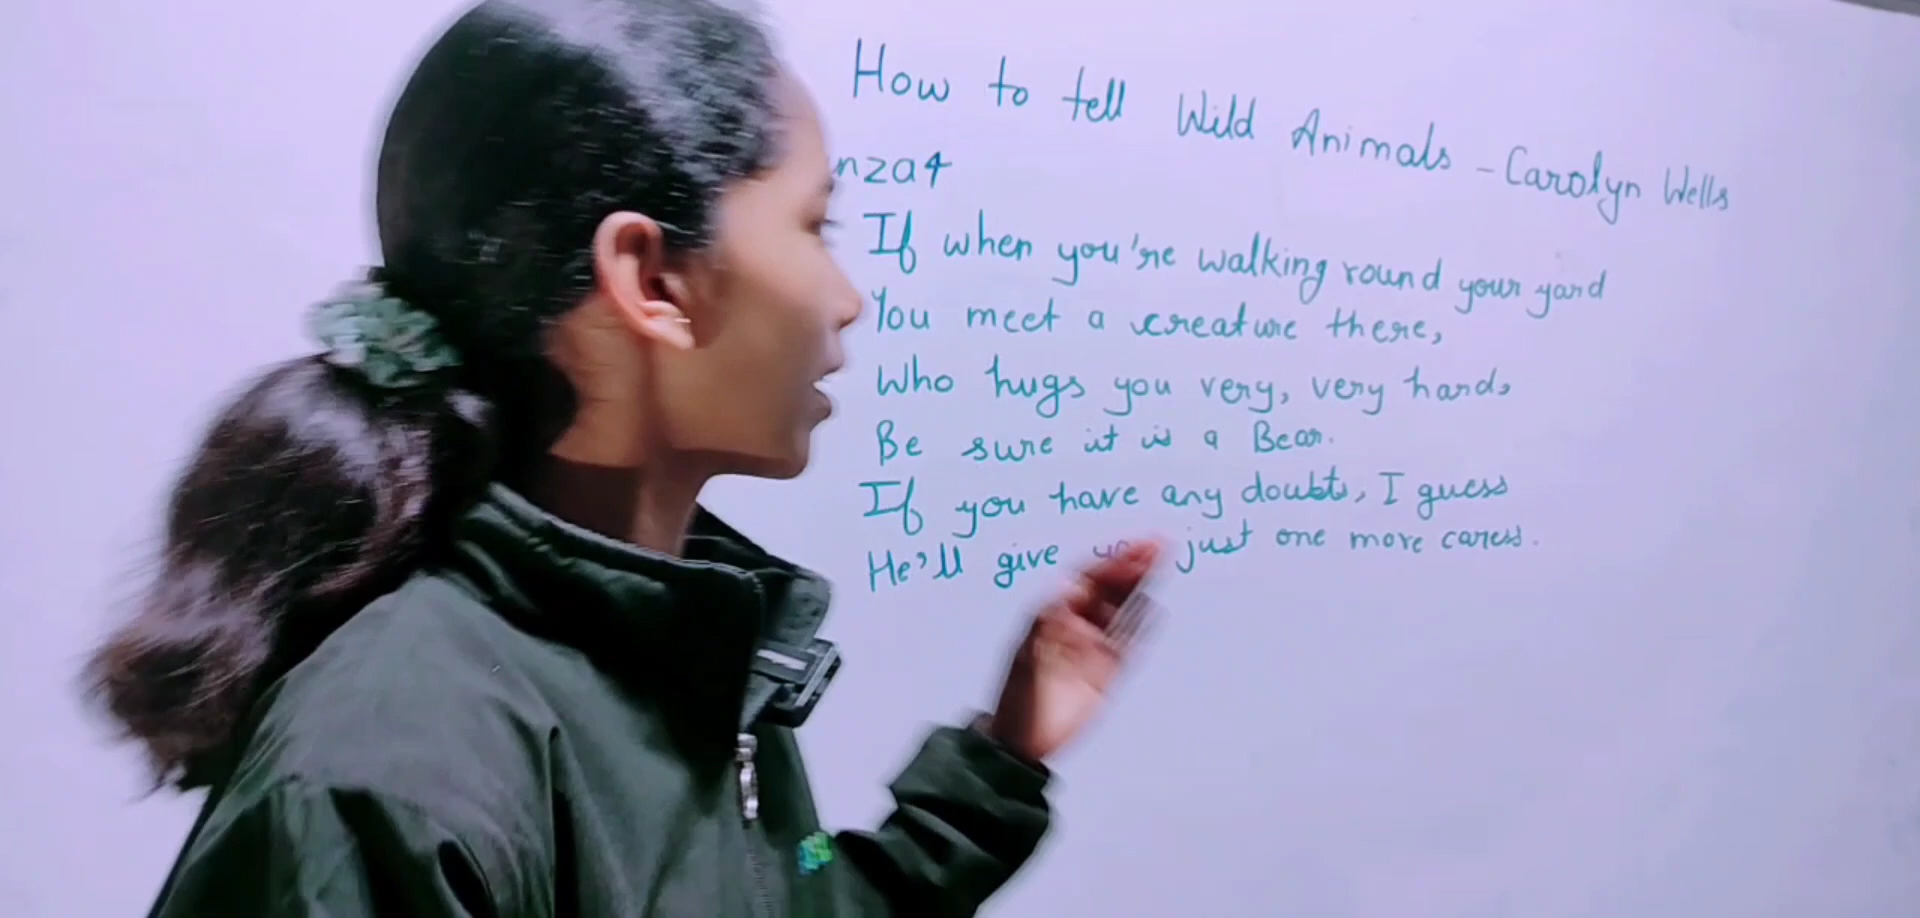 How to tell Wild Animals - Carolyn Wells
nza4
If when you're walking round your yard
You meet a creature there,
Who hugs you very, very hard,
Be sure it is a Bear.
If you have any doubts, I guess
He'll give just one more caress.